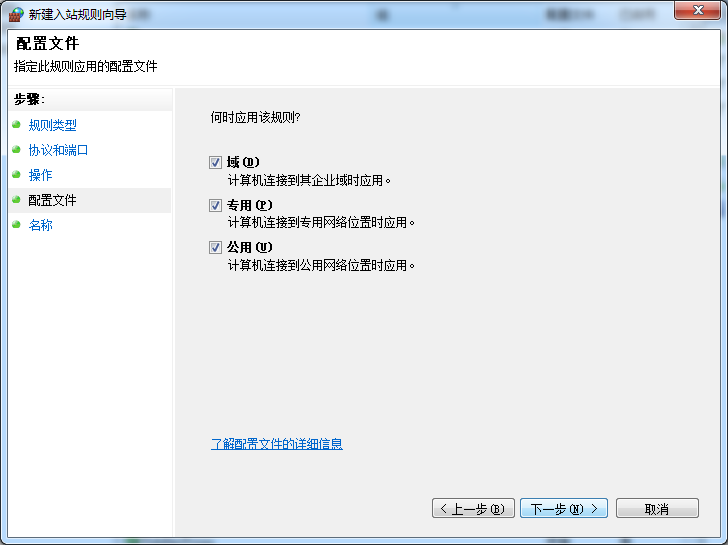 新建入站规则向导
配置文件
指定此规则应用的配置文件
步骤:
规则类型
协议和端口
操作
配置文件
名称
何时应用该规则?
域(D)
计算机连接到其企业域时应用。
专用(P)
计算机连接到专用网络位置时应用。
公用(U)
计算机连接到公用网络位置时应用。
了解配置文件的详细信息
< 上一步(B)
下一步(N) >
取消